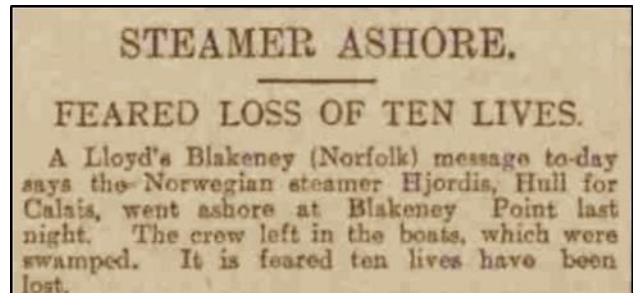 STEAMER ASHORE.
FEARED LOSS OF TEN LIVES.
A Lloyd's Blakeney (Norfolk) message to-day
says the Norwegian steamer Hjordis, Hull for
Calais, went ashore at Blakeney Point last
night. The crew left in the boats, which were
swamped. It is feared ten lives have been
lost.